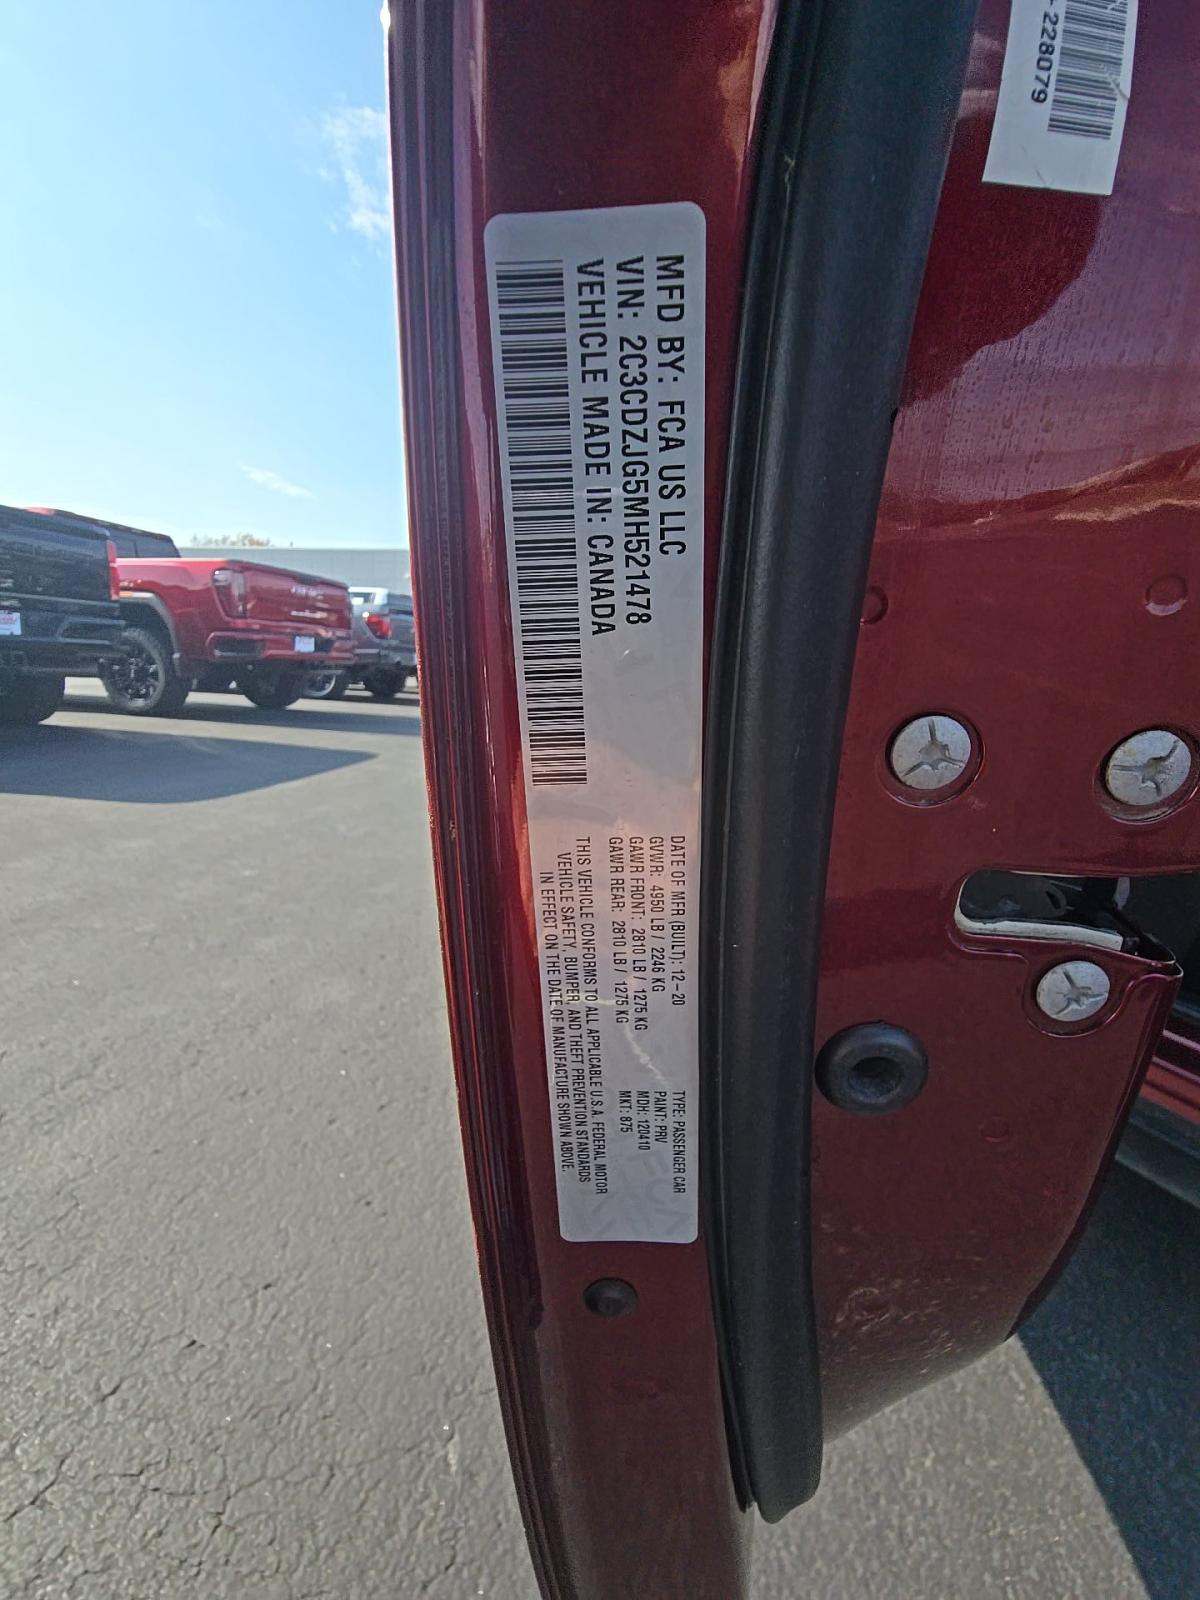 MFD BY: FCA US LLC
VIN: 2C3CDZJG5MH521478
VEHICLE MADE IN: CANADA
DATE OF MFR (BUILT): 12-20
GVWR: 4950 LB / 2246 KG
GAWR FRONT: 2810 LB / 1275 KG
GAWR REAR: 2810 LB / 1275 KG
THIS VEHICLE CONFORMS TO ALL APPLICABLE U.S.A. FEDERAL MOTOR
VEHICLE SAFETY, BUMPER, AND THEFT PREVENTION STANDARDS
IN EFFECT ON THE DATE OF MANUFACTURE SHOWN ABOVE.
TYPE: PASSENGER CAR
PAINT: PRV
MDH: 120410
MKT: 875
-228079